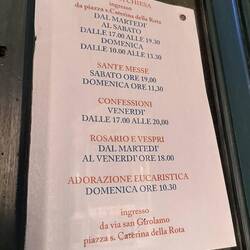 CHIESA
ingresso
da piazza s. Caterina della Rota
DAL MARTEDI'
AL SABATO
DALLE 17.00 ALLE 19.30
DOMENICA
DALLE 10.00 ALLE 13.30
SANTE MESSE
SABATO ORE 19,00
DOMENICA ORE 11,30
CONFESSIONI
VENERDI'
DALLE 17.00 ALLE 20,00
ROSARIO E VESPRI
DAL MARTEDI'
AL VENERDI' ORE 18.00
ADORAZIONE EUCARISTICA
DOMENICA ORE 10.30
ingresso
da via san Girolamo
piazza s. Caterina della Rota